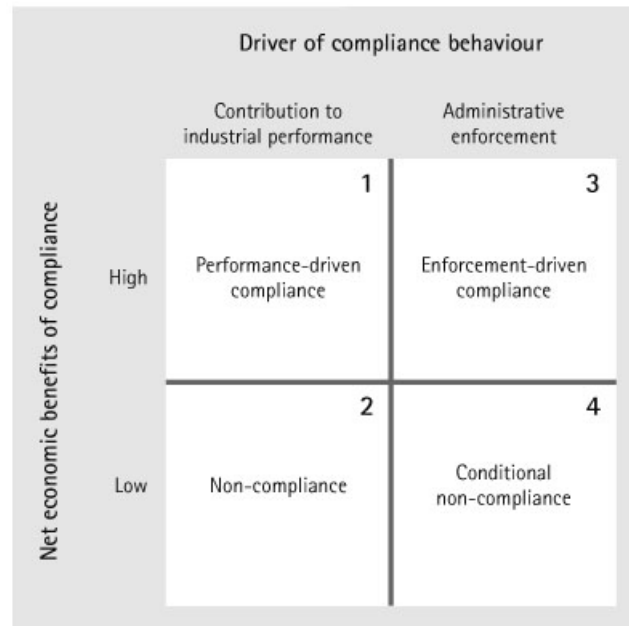 Driver of compliance behaviour
Contribution to
industrial performance
Administrative
enforcement
Net economic benefits of compliance
High
1
Performance-driven
compliance
3
Enforcement-driven
compliance
Low
2
Non-compliance
4
Conditional
non-compliance